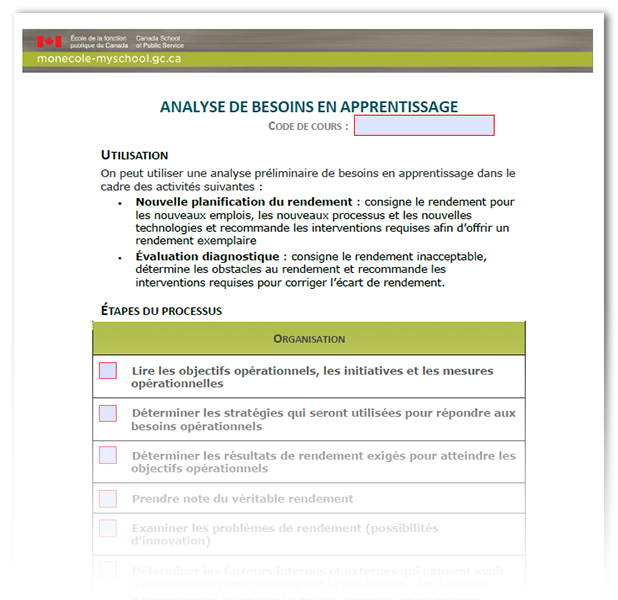 École de la fonction publique du Canada
Canada School of Public Service
monecole-myschool.gc.ca
ANALYSE DE BESOINS EN APPRENTISSAGE
CODE DE COURS :
UTILISATION
On peut utiliser une analyse préliminaire de besoins en apprentissage dans le
cadre des activités suivantes :
• Nouvelle planification du rendement : consigne le rendement pour
les nouveaux emplois, les nouveaux processus et les nouvelles
technologies et recommande les interventions requises afin d’offrir un
rendement exemplaire
• Évaluation diagnostique : consigne le rendement inacceptable,
détermine les obstacles au rendement et recommande les
interventions requises pour corriger l’écart de rendement.
ÉTAPES DU PROCESSUS
ORGANISATION
Lire les objectifs opérationnels, les initiatives et les mesures
opérationnelles
Déterminer les stratégies qui seront utilisées pour répondre aux
besoins opérationnels
Déterminer les résultats de rendement exigés pour atteindre les
objectifs opérationnels
Prendre note du véritable rendement
Examiner les problèmes de rendement (possibilités
d’innovation)
Déterminer les facteurs internes et externes qui peuvent avoir